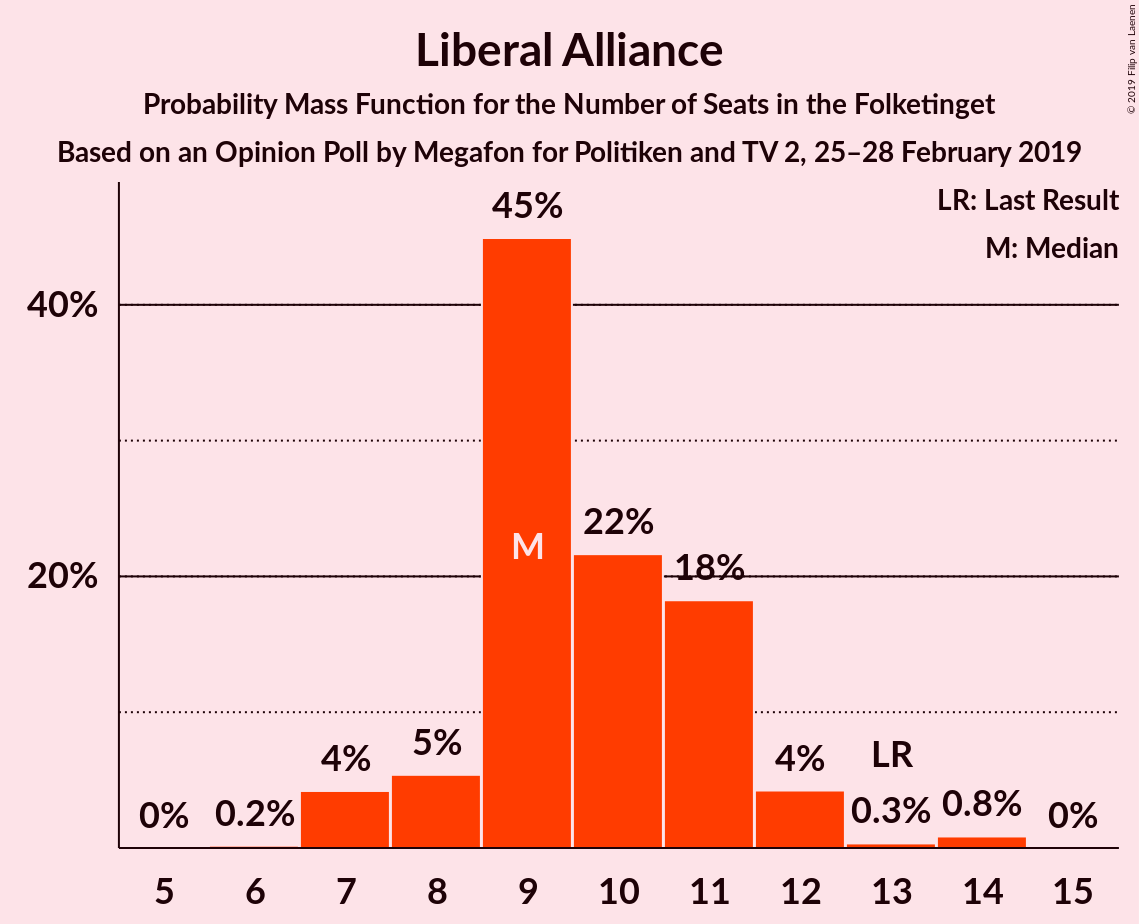 © 2019 Filip van Laenen
Liberal Alliance
Probability Mass Function for the Number of Seats in the Folketinget
Based on an Opinion Poll by Megafon for Politiken and TV 2, 25–28 February 2019
LR: Last Result
M: Median
45%
40%
M
22%
18%
20%
4%
5%
4%
LR
0%
0.2%
0.3%
0.8%
0%
5 6 7 8 9 10 11 12 13 14 15